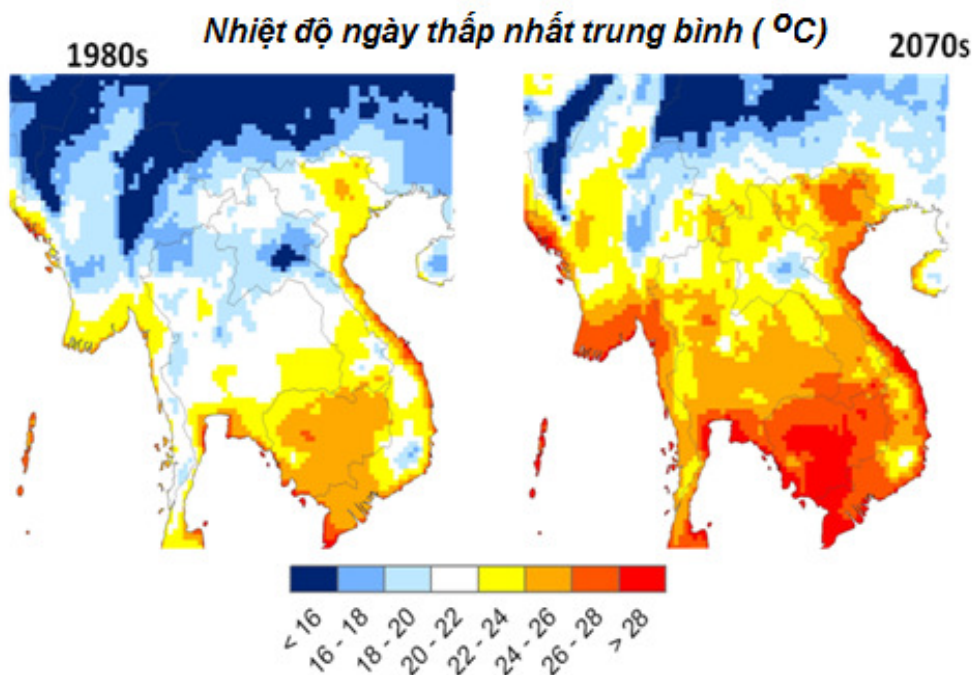 Nhiệt độ ngày thấp nhất trung bình ( ºC)
1980s
2070s
< 16
16 - 18
18 - 20
20 - 22
22 - 24
24 - 26
26 - 28
> 28